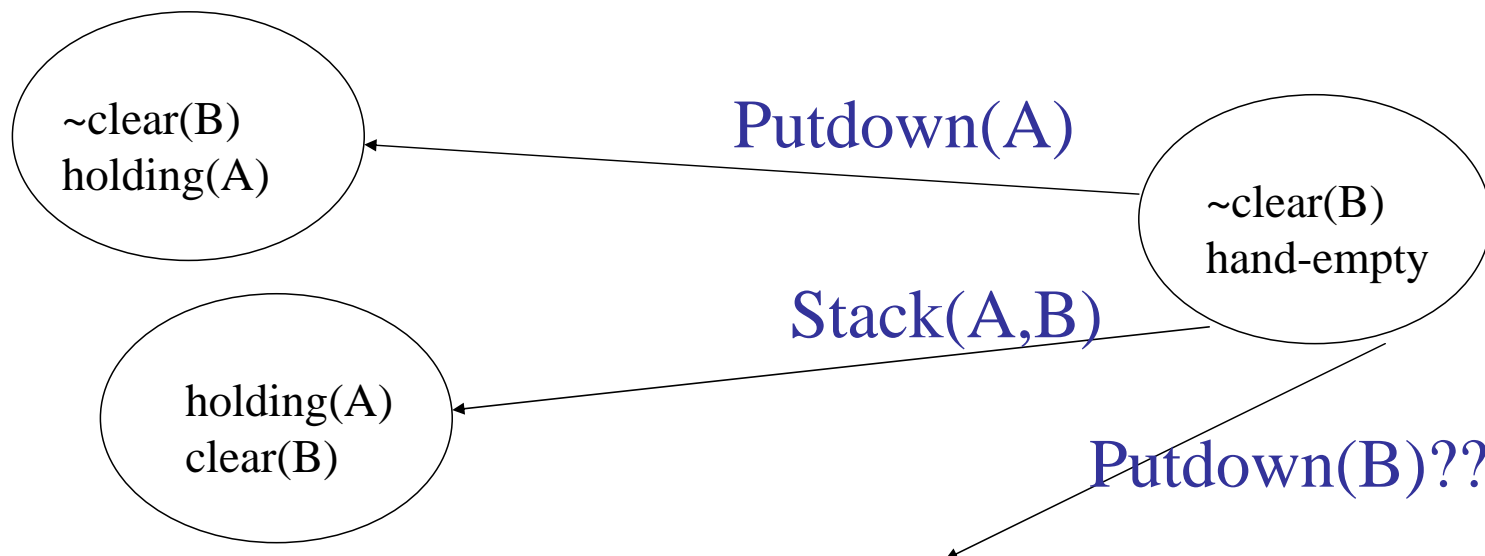 ~clear(B)
holding(A)
Putdown(A)
~clear(B)
hand-empty
Stack(A,B)
holding(A)
clear(B)
Putdown(B)??